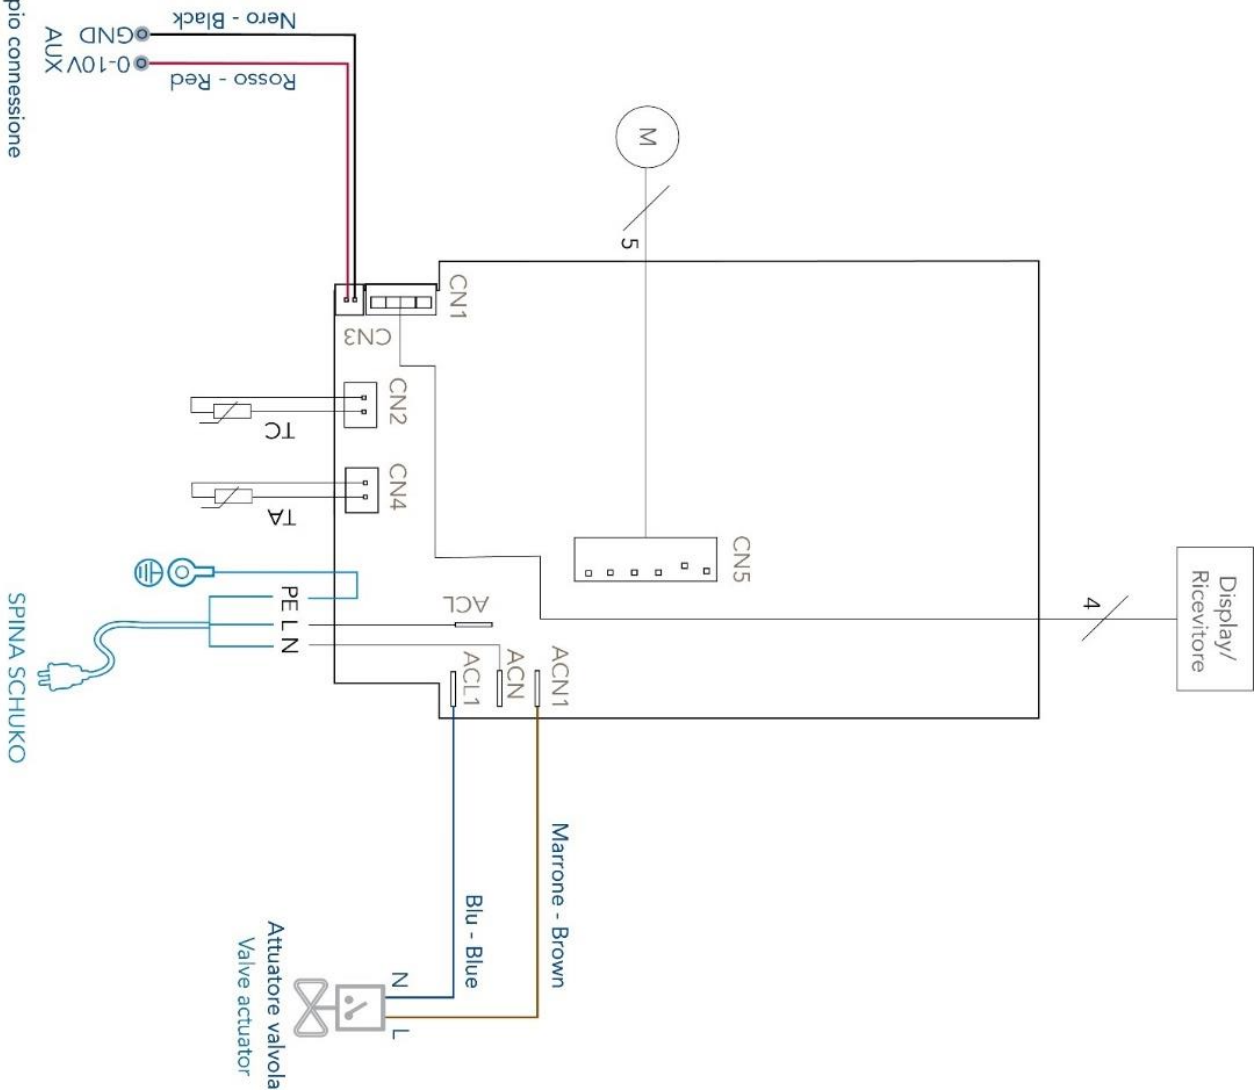 pio connessione
GND
AUX
0-10V
Nero - Black
Rosso - Red
M
5
CN1
CN3
CN2
TC
CN4
TA
CN5
Display/
Ricevitore
4
PE
L
N
SPINA SCHUKO
ACL
ACL1
ACN
ACN1
Marrone - Brown
Blu - Blue
N
L
Attuatore valvola
Valve actuator